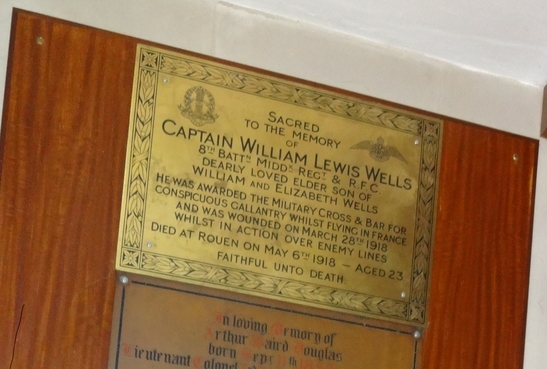 SACRED
TO THE MEMORY
OF
CAPTAIN WILLIAM LEWIS WELLS
8TH BATTN MIDDX REGT & R.F.C
DEARLY LOVED ELDER SON OF
WILLIAM AND ELIZABETH WELLS
HE WAS AWARDED THE MILITARY CROSS & BAR FOR
CONSPICUOUS GALLANTRY WHILST FLYING IN FRANCE
AND WAS WOUNDED ON MARCH 28TH 1918
WHILST IN ACTION OVER ENEMY LINES
DIED AT ROUEN ON MAY 6TH 1918 — AGED 23
FAITHFUL UNTO DEATH
In loving Memory of
Arthur Baird Douglas
born Sept
Lieutenant Colonel